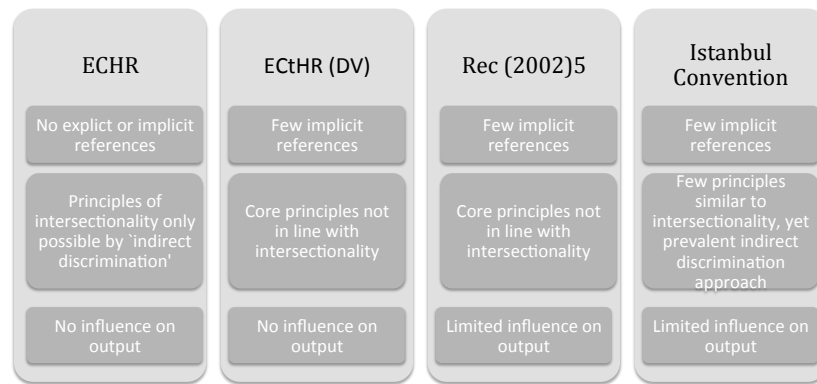 ECHR
No explict or implicit
references
Principles of
intersectionality only
possible by `indirect
discrimination'
No influence on
output
ECtHR (DV)
Few implicit
references
Core principles not
in line with
intersectionality
No influence on
output
Rec (2002)5
Few implicit
references
Core principles not
in line with
intersectionality
Limited influence on
output
Istanbul
Convention
Few implicit
references
Few principles
similar to
intersectionality, yet
prevalent indirect
discrimination
approach
Limited influence on
output